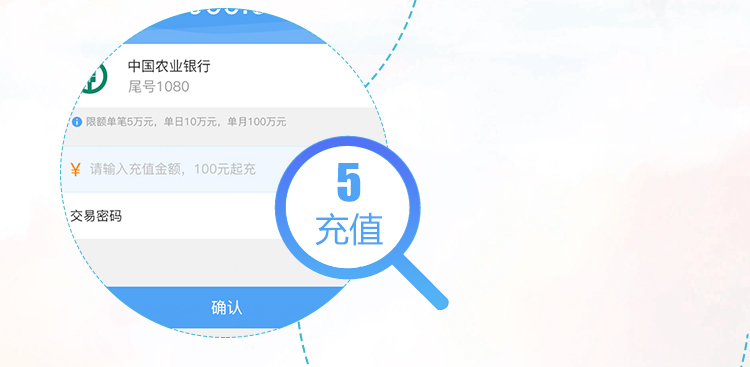 中国农业银行
尾号1080
限额单笔5万元，单日10万元，单月100万元
¥ 请输入充值金额，100元起充
交易密码
5
充值
确认